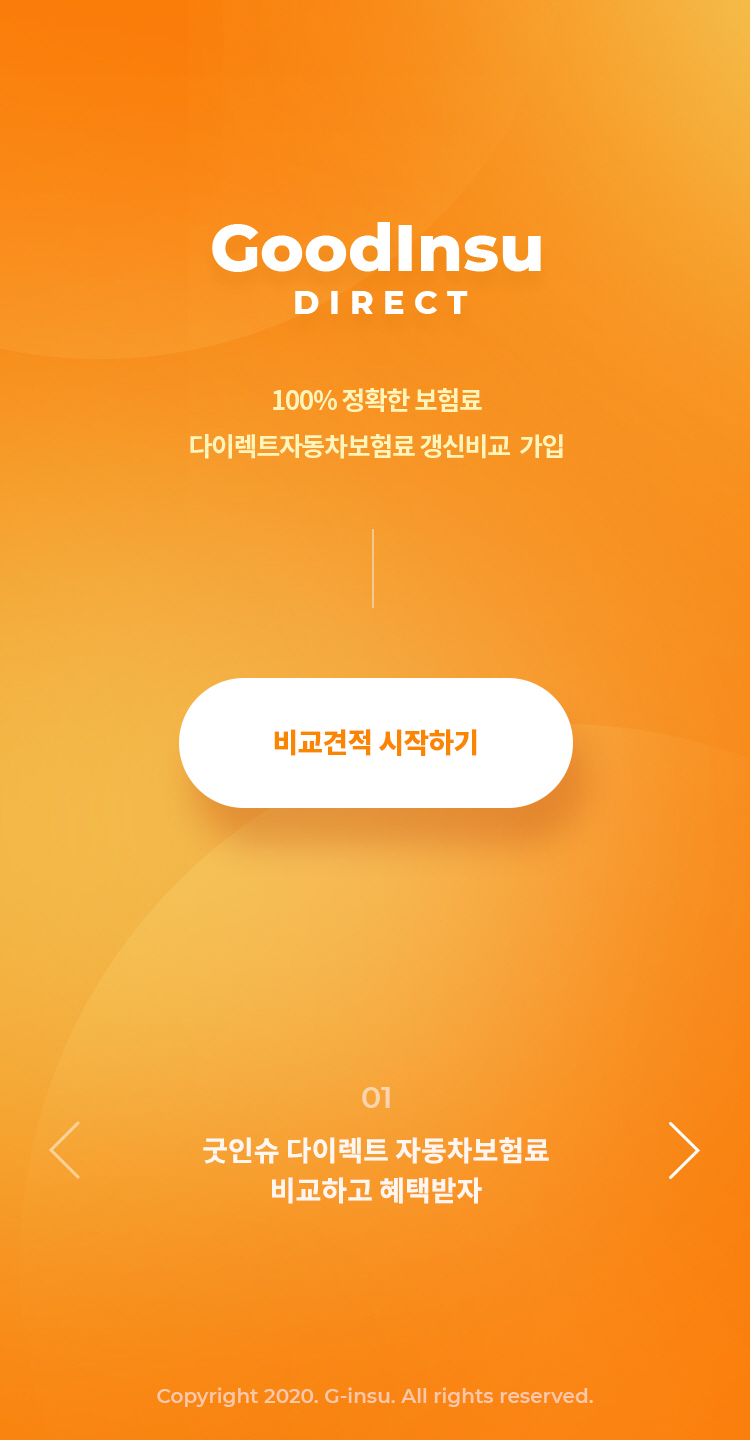 GoodInsu
DIRECT
100% 정확한 보험료
다이렉트자동차보험료 갱신비교 가입
비교견적 시작하기
01
굿인슈 다이렉트 자동차보험료
비교하고 혜택받자
Copyright 2020. G-insu. All rights reserved.